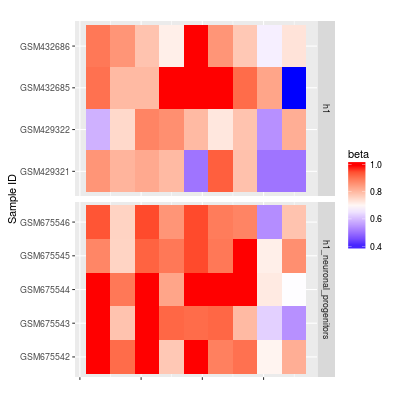 GSM432686
GSM432685
GSM429322
GSM429321
h1
GSM675546
GSM675545
GSM675544
GSM675543
GSM675542
h1_neuronal_progenitors
Sample ID
beta
1.0
0.8
0.6
0.4